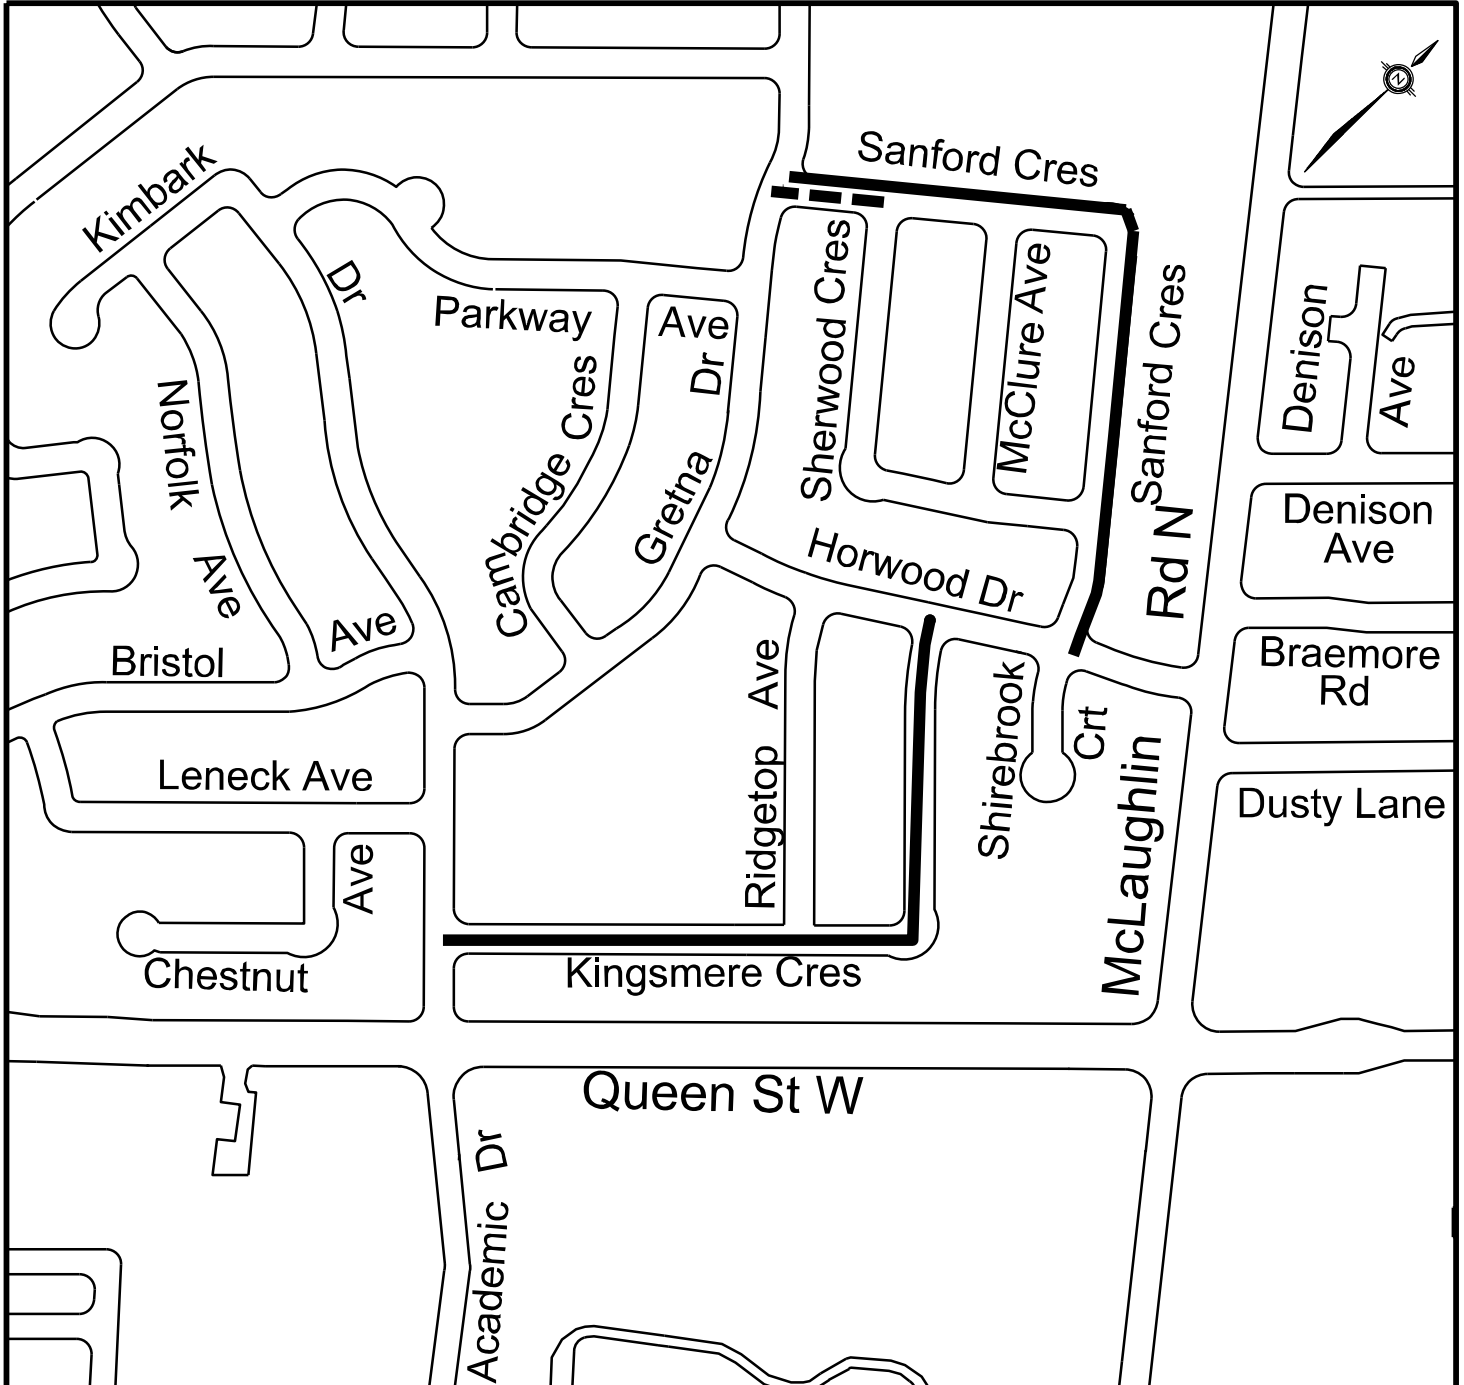 N
Sanford Cres
Kimbark
Dr
Parkway
Ave
Dr
Cambridge Cres
Gretna
Sherwood Cres
McClure Ave
Sanford Cres
Denison
Ave
Norfolk
Ave
Denison
Ave
Horwood Dr
Rd N
Ave
Bristol
Braemore
Rd
Ave
Ridgetop
Shirebrook
Crt
McLaughlin
Leneck Ave
Dusty Lane
Ave
Chestnut
Kingsmere Cres
Queen St W
Dr
Academic